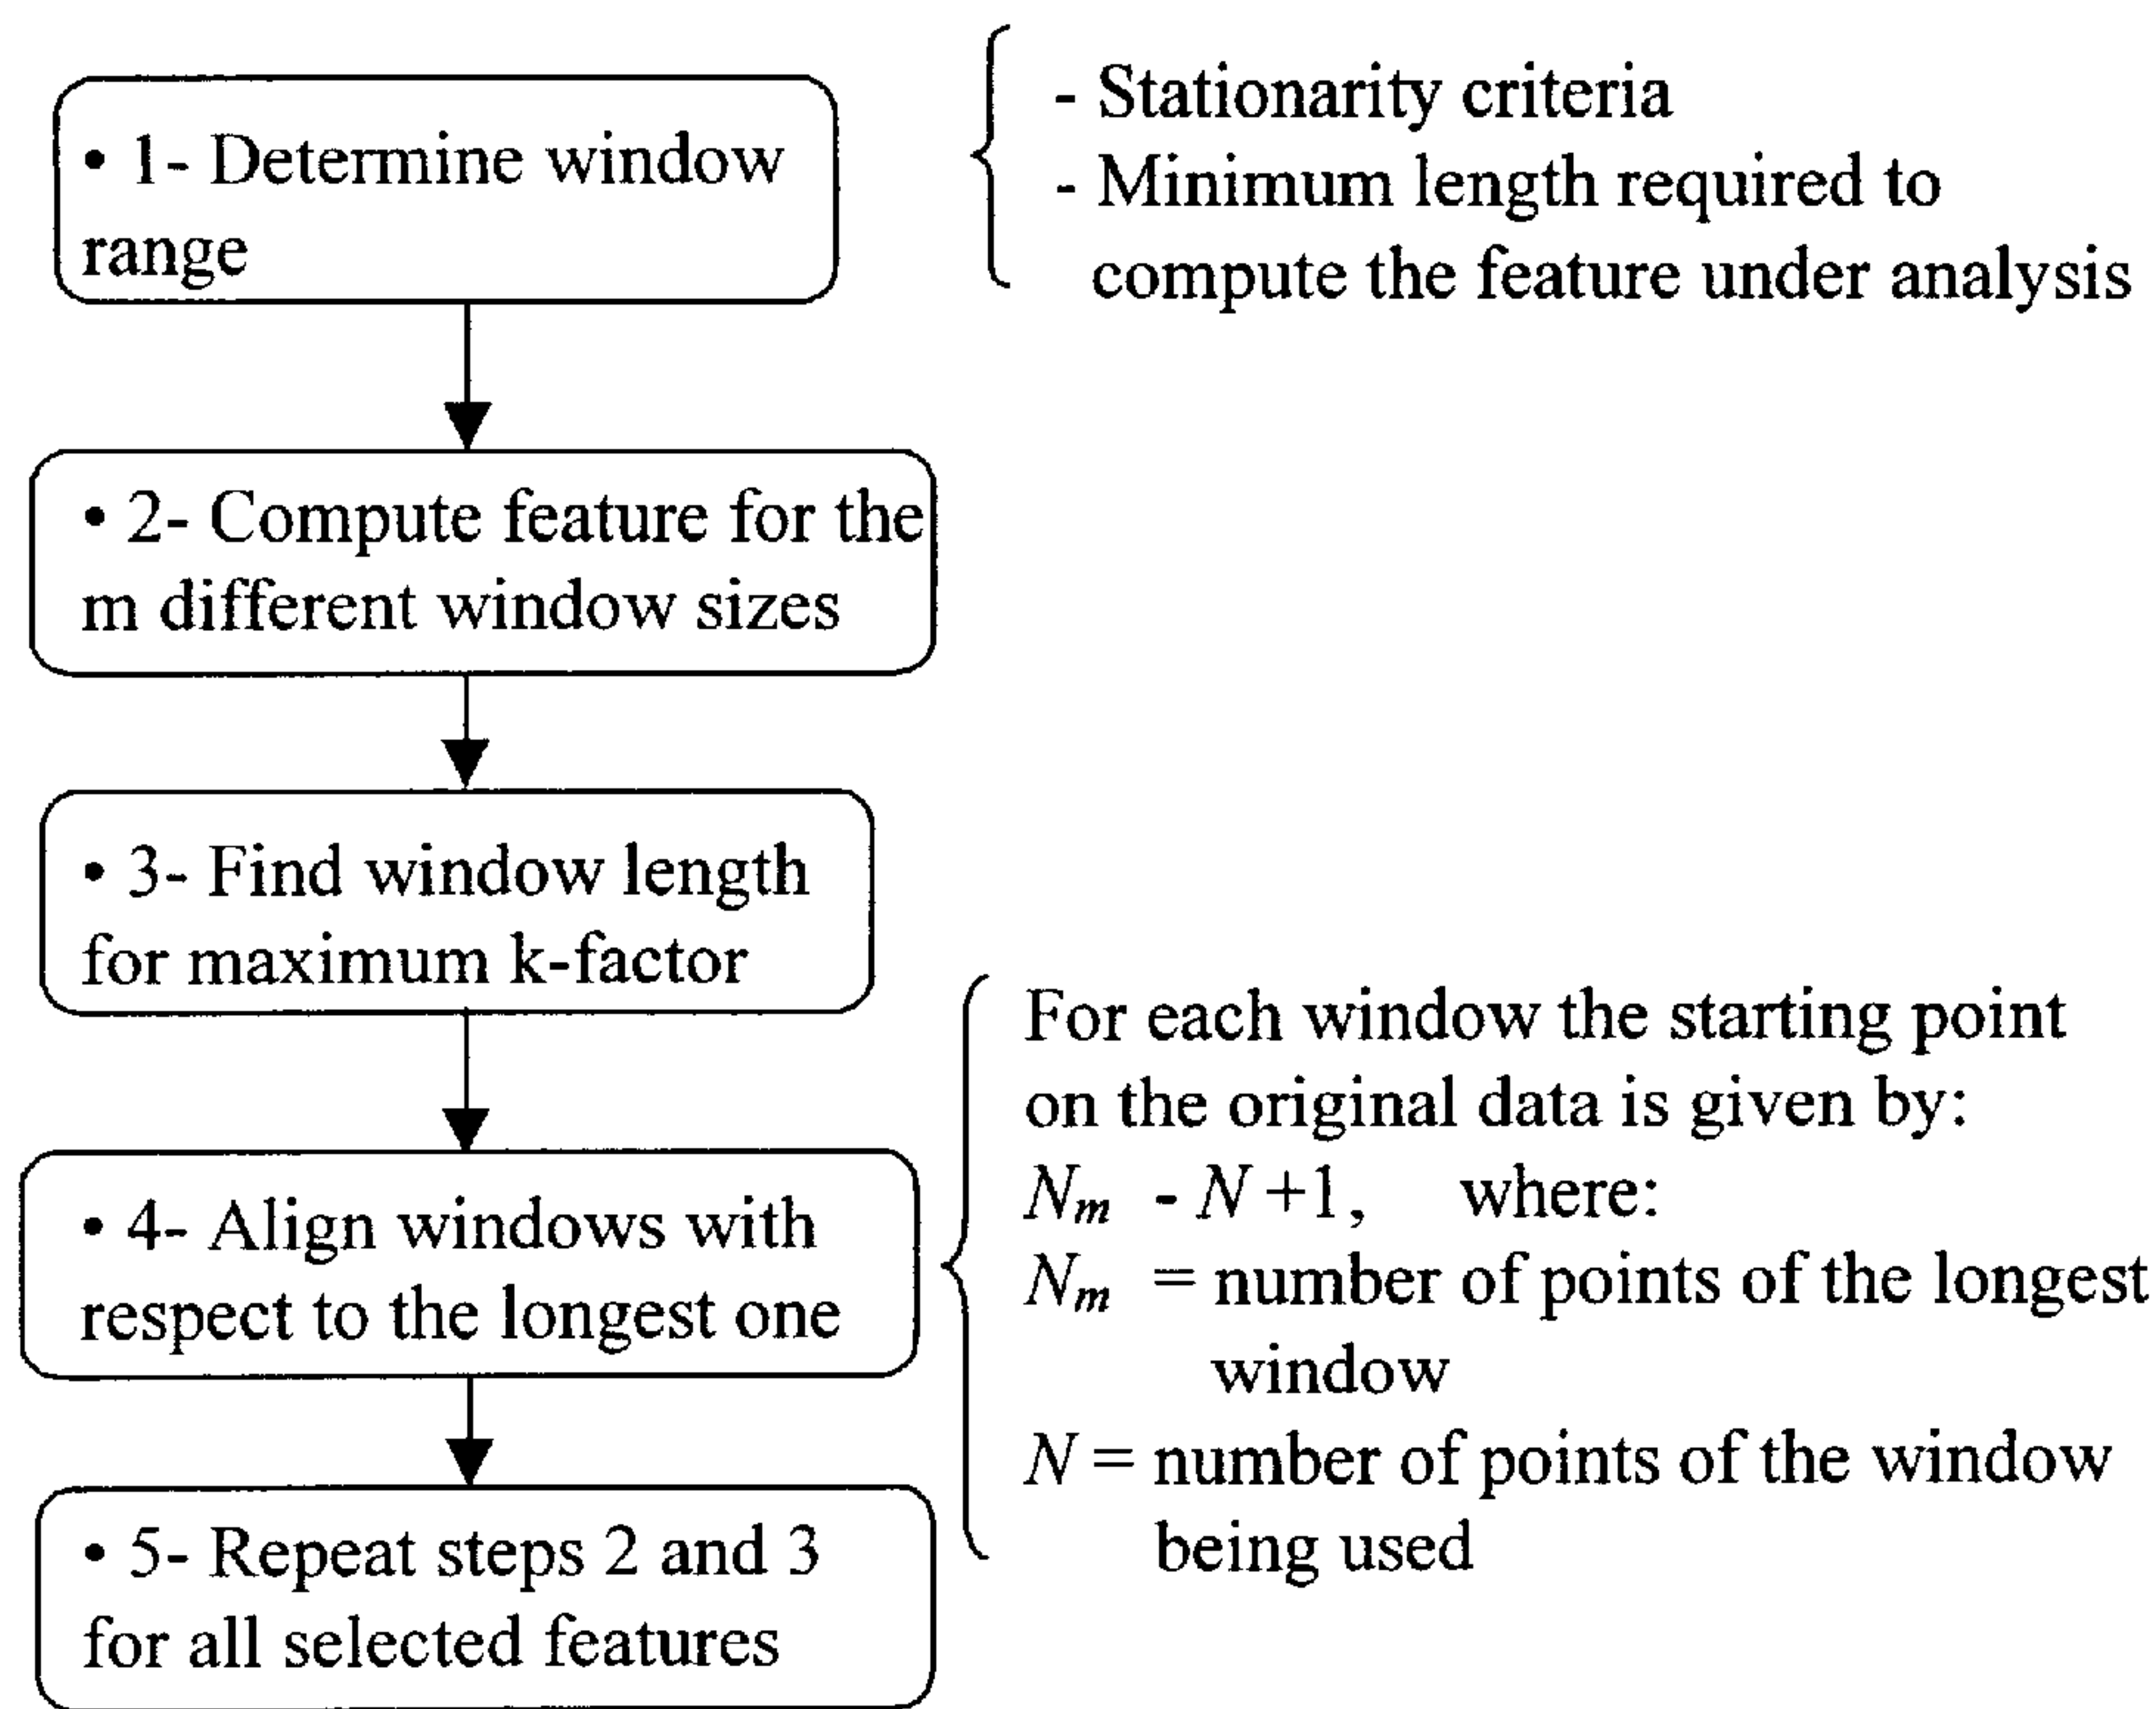 • 1- Determine window
range
- Stationarity criteria
- Minimum length required to
compute the feature under analysis
• 2- Compute feature for the
m different window sizes
• 3- Find window length
for maximum k-factor
• 4- Align windows with
respect to the longest one
For each window the starting point
on the original data is given by:
Nₘ - N +1, where:
Nₘ = number of points of the longest
window
N = number of points of the window
being used
• 5- Repeat steps 2 and 3
for all selected features